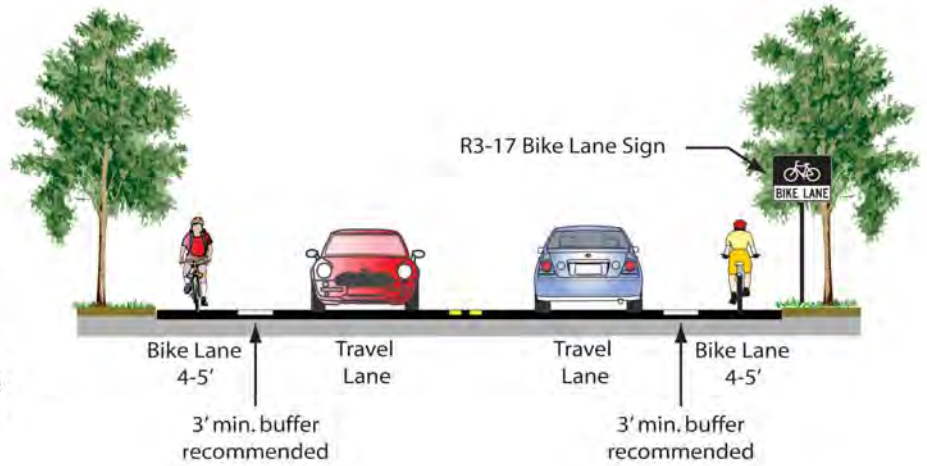 R3-17 Bike Lane Sign
BIKE LANE
Bike Lane
4-5'
Travel
Lane
Travel
Lane
Bike Lane
4-5'
3' min. buffer
recommended
3' min. buffer
recommended